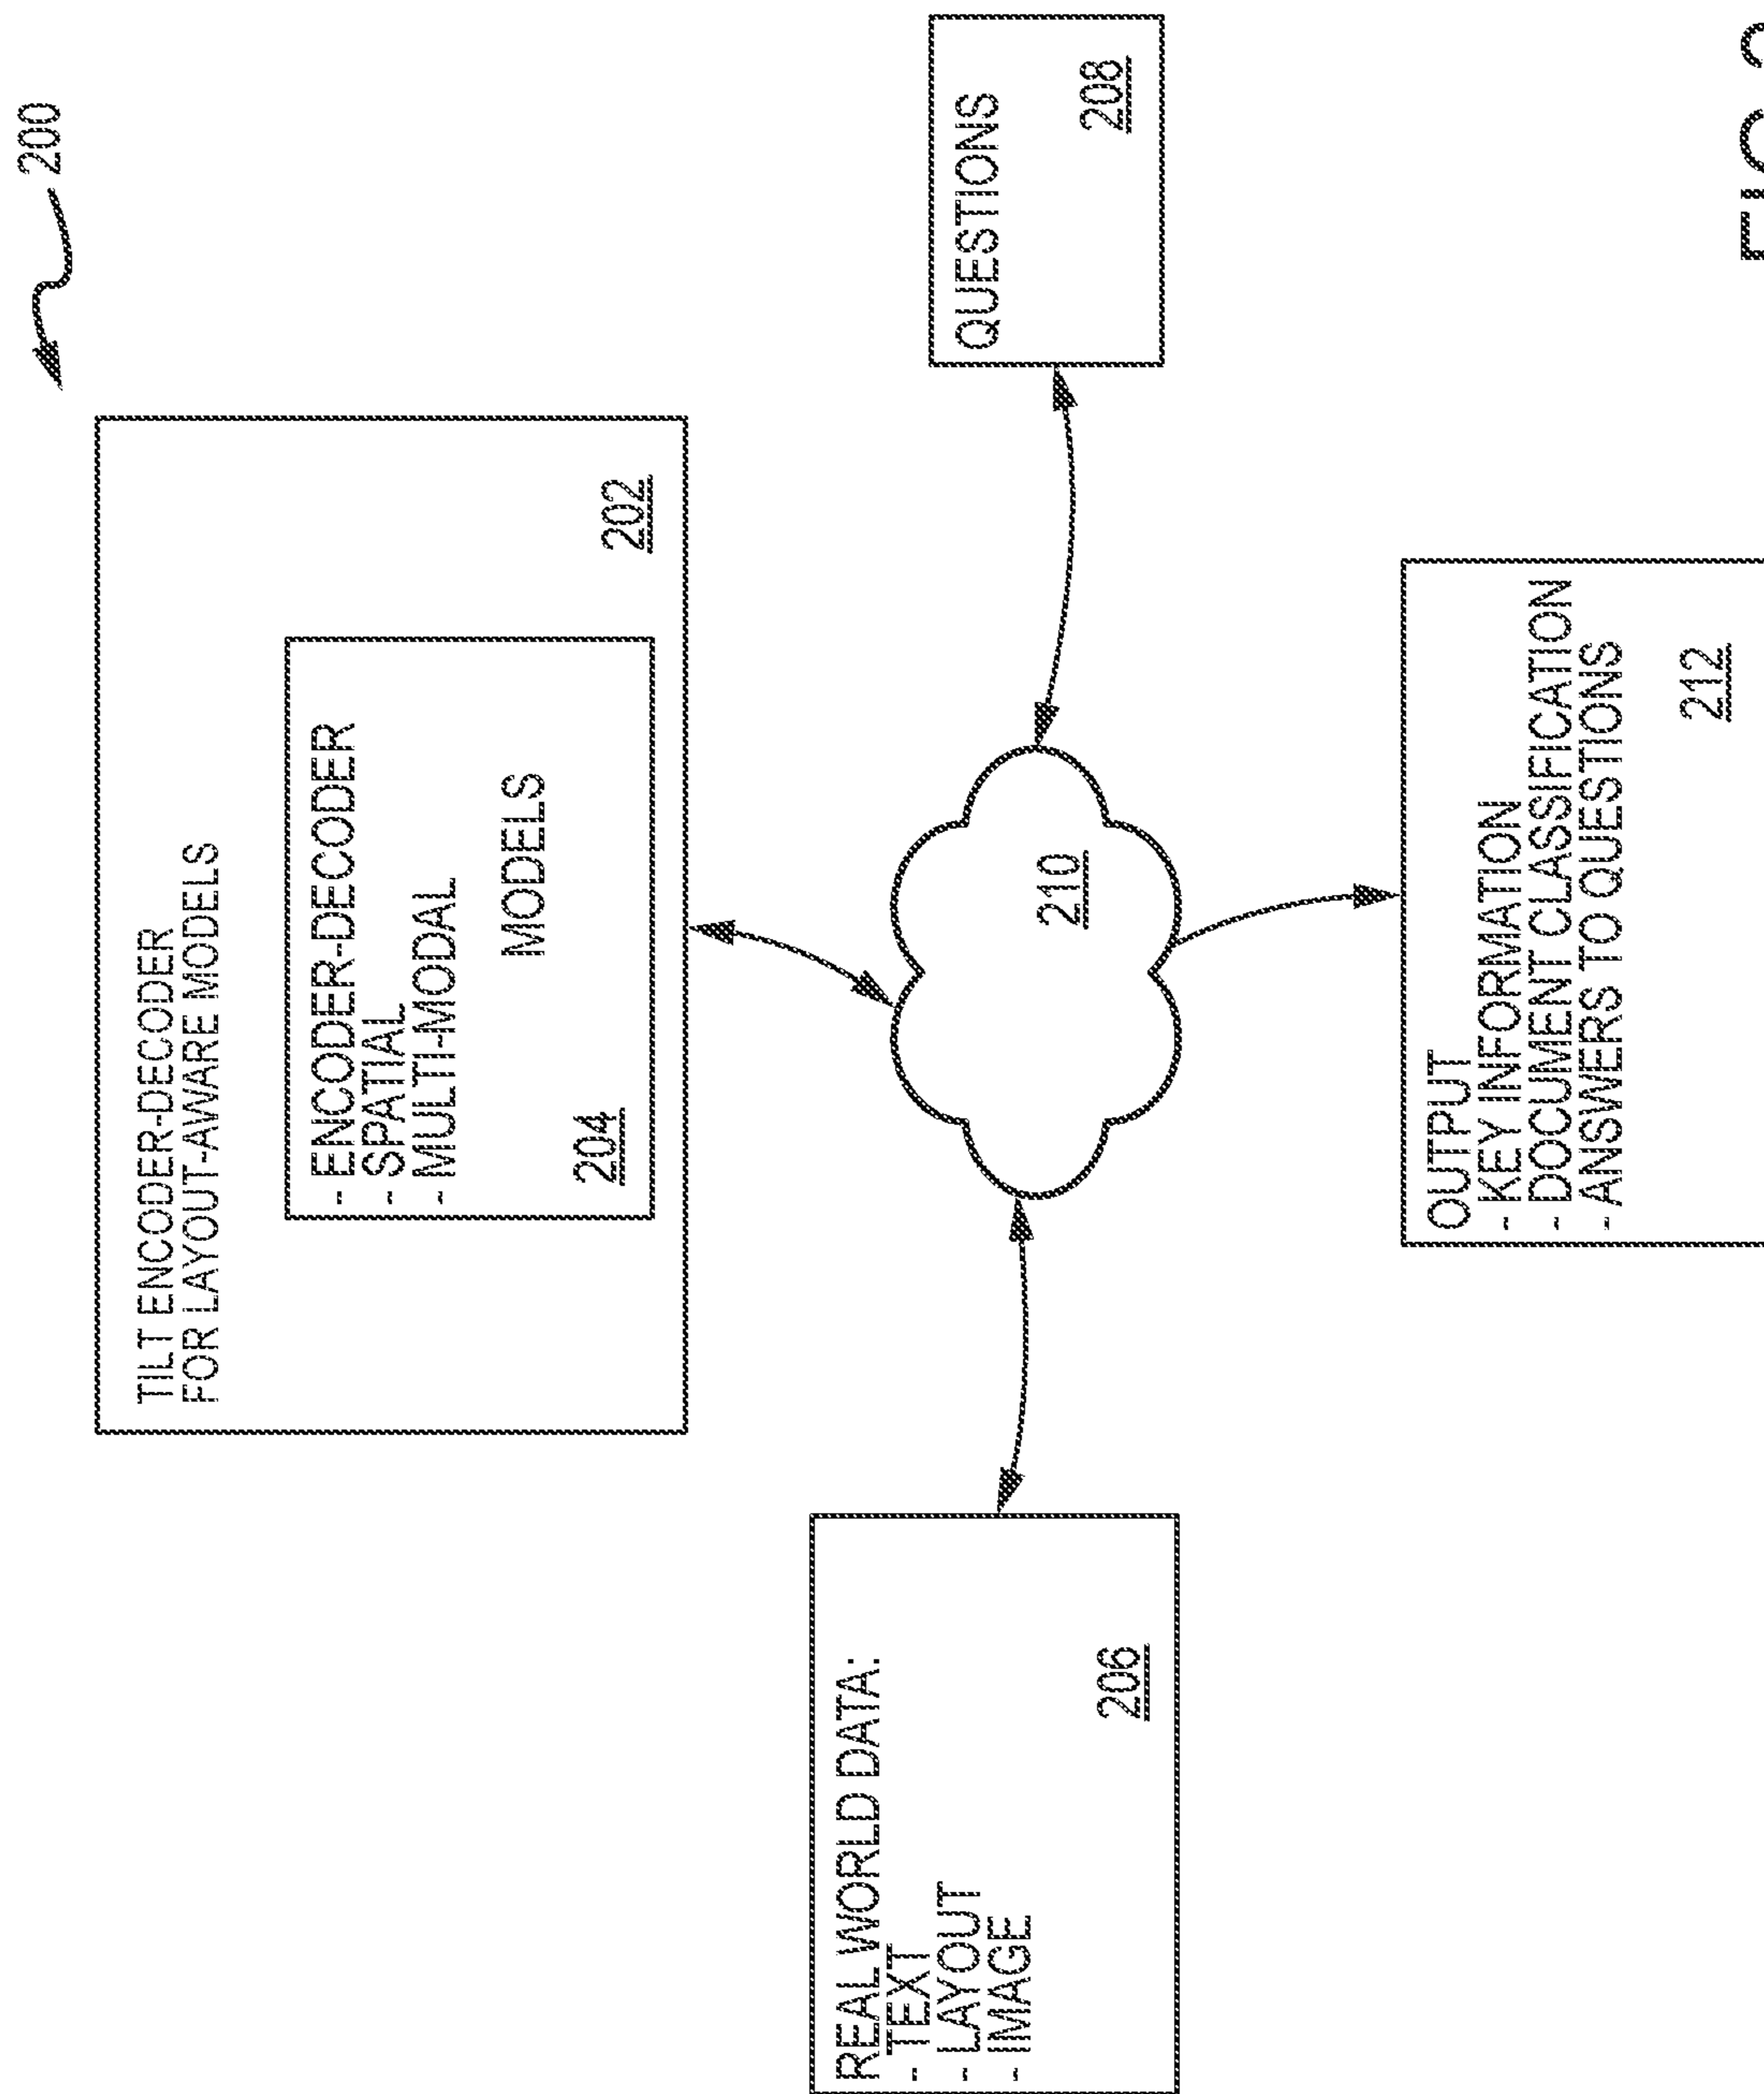 200
TILT ENCODER-DECODER
FOR LAYOUT-AWARE MODELS
202
- ENCODER-DECODER
- SPATIAL
- MULTI-MODAL
MODELS
204
REAL WORLD DATA:
- TEXT
- LAYOUT
- IMAGE
206
210
QUESTIONS
208
OUTPUT
- KEY INFORMATION
- DOCUMENT CLASSIFICATION
- ANSWERS TO QUESTIONS
212